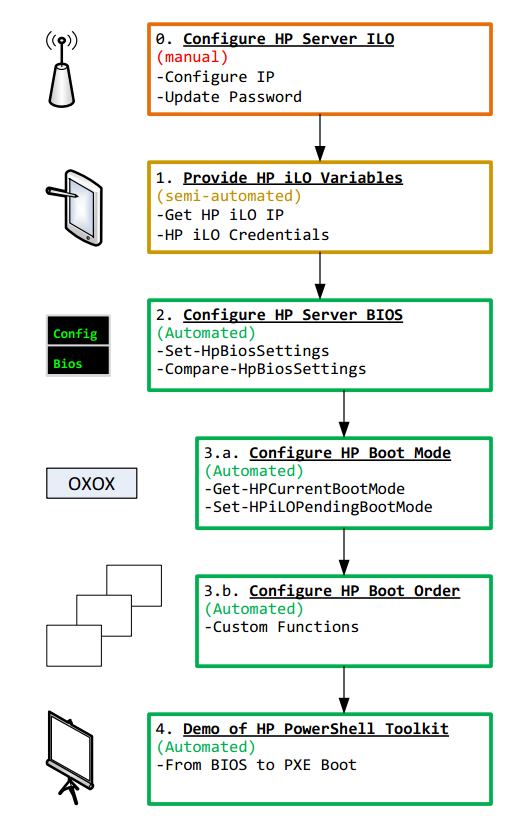 0. Configure HP Server ILO
(manual)
-Configure IP
-Update Password
1. Provide HP iLO Variables
(semi-automated)
-Get HP iLO IP
-HP iLO Credentials
Config
Bios
2. Configure HP Server BIOS
(Automated)
-Set-HpBiosSettings
-Compare-HpBiosSettings
OXOX
3.a. Configure HP Boot Mode
(Automated)
-Get-HPCurrentBootMode
-Set-HPiLOPendingBootMode
3.b. Configure HP Boot Order
(Automated)
-Custom Functions
4. Demo of HP PowerShell Toolkit
(Automated)
-From BIOS to PXE Boot